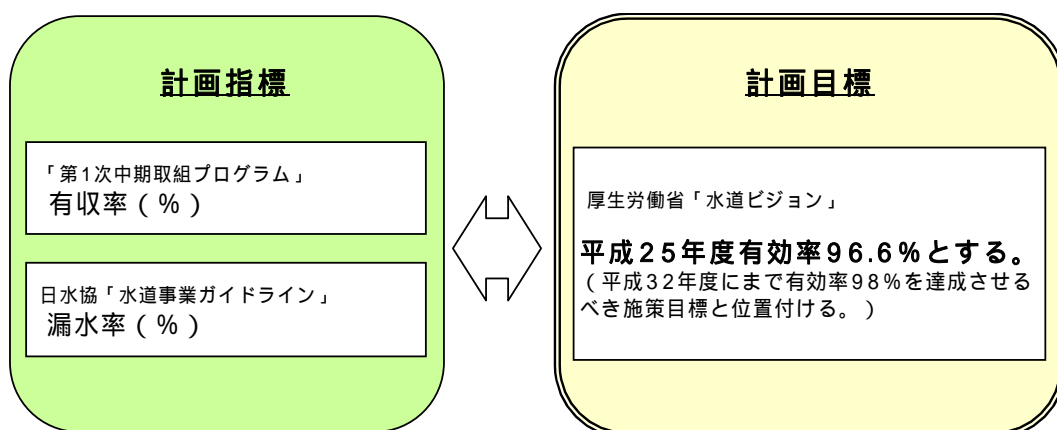 計画指標
「第1次中期取組プログラム」
有収率(%)
日水協「水道事業ガイドライン」
漏水率(%)
計画目標
厚生労働省「水道ビジョン」
平成25年度有効率96.6%とする。
(平成32年度にまで有効率98%を達成させる
べき施策目標と位置付ける。)